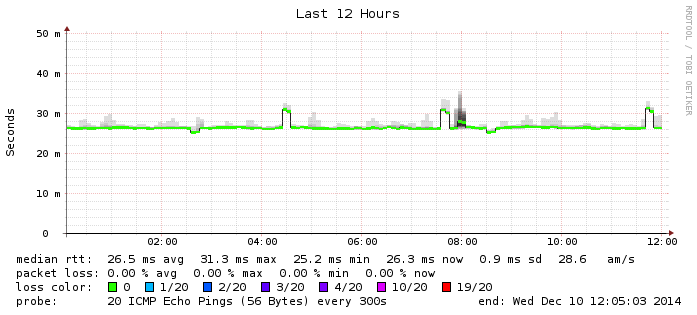 Last 12 Hours
RRDTOOL / TOBI OETIKER
Seconds
50 m
40 m
30 m
20 m
10 m
0
02:00 04:00 06:00 08:00 10:00 12:00
median rtt: 26.5 ms avg 31.3 ms max 25.2 ms min 26.3 ms now 0.9 ms sd 28.6 am/s
packet loss: 0.00 % avg 0.00 % max 0.00 % min 0.00 % now
loss color: 0 1/20 2/20 3/20 4/20 10/20 19/20
probe: 20 ICMP Echo Pings (56 Bytes) every 300s end: Wed Dec 10 12:05:03 2014